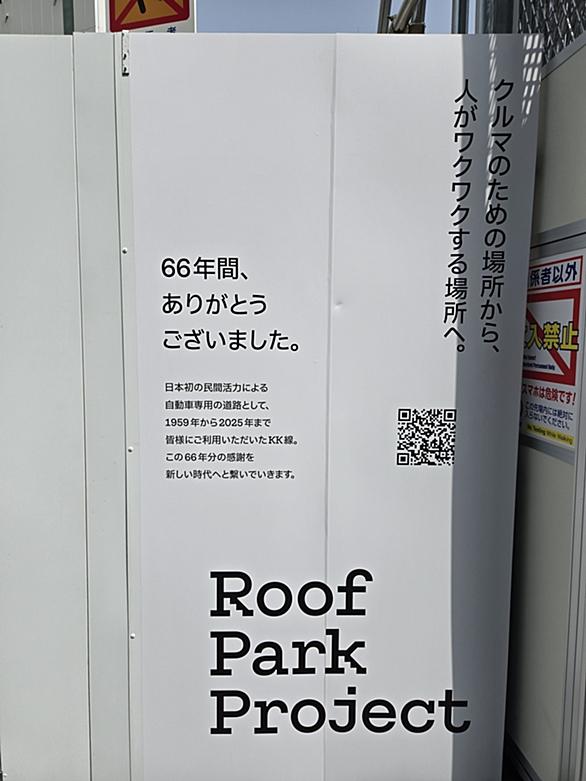 クルマのための場所から、
人がワクワクする場所へ。
66年間、
ありがとう
ございました。
日本初の民間活力による
自動車専用の道路として、
1959年から2025年まで
皆様にご利用いただいたKK線。
この66年分の感謝を
新しい時代へと繋いでいきます。
Roof
Park
Project
係者以外
入禁止
スマホは危険です!